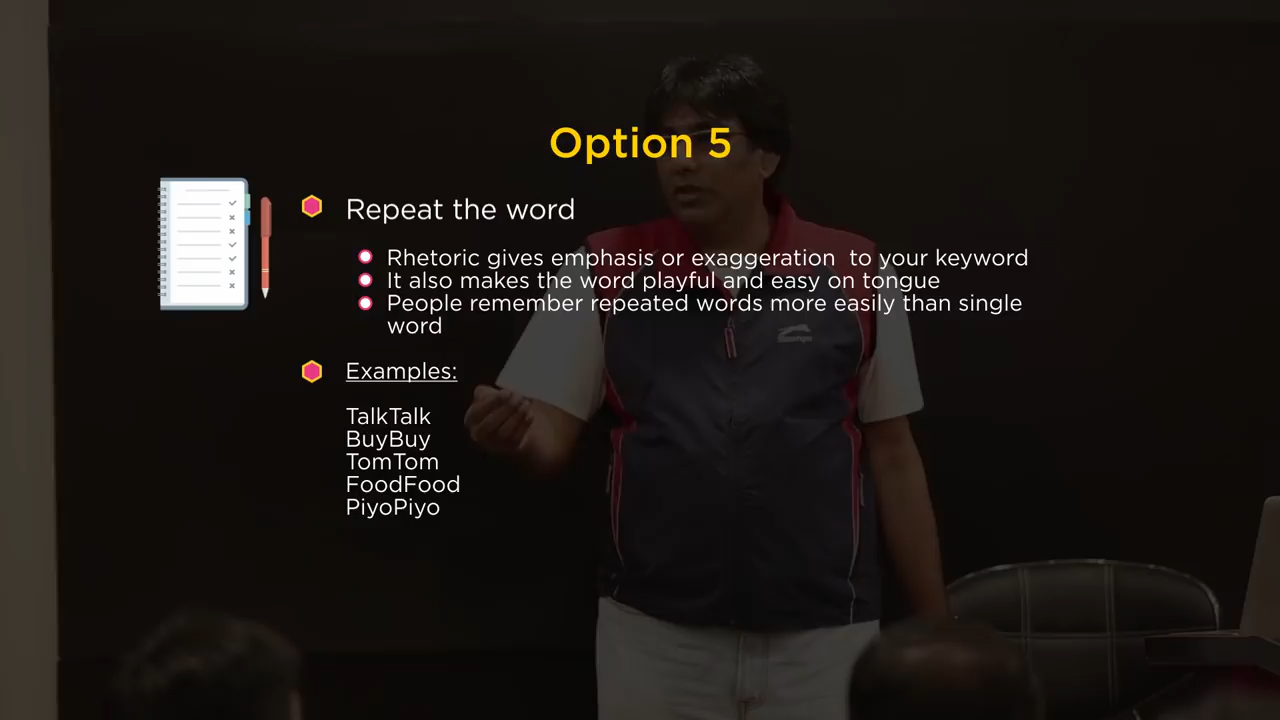 Option 5
Repeat the word
Rhetoric gives emphasis or exaggeration to your keyword
It also makes the word playful and easy on tongue
People remember repeated words more easily than single
word
Examples:
TalkTalk
BuyBuy
TomTom
FoodFood
PiyoPiyo